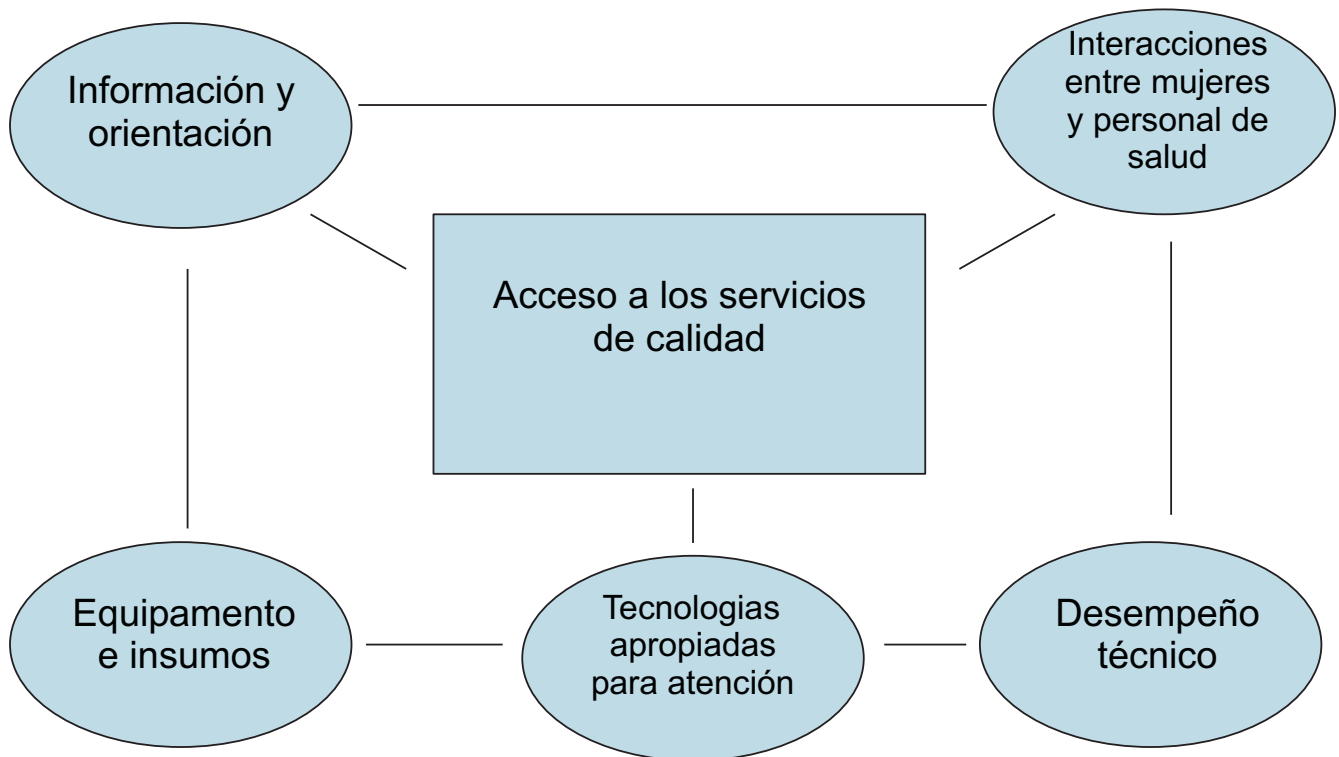 Información y
orientación
Interacciones
entre mujeres
y personal de
salud
Acceso a los servicios
de calidad
Equipamento
e insumos
Tecnologias
apropiadas
para atención
Desempeño
técnico